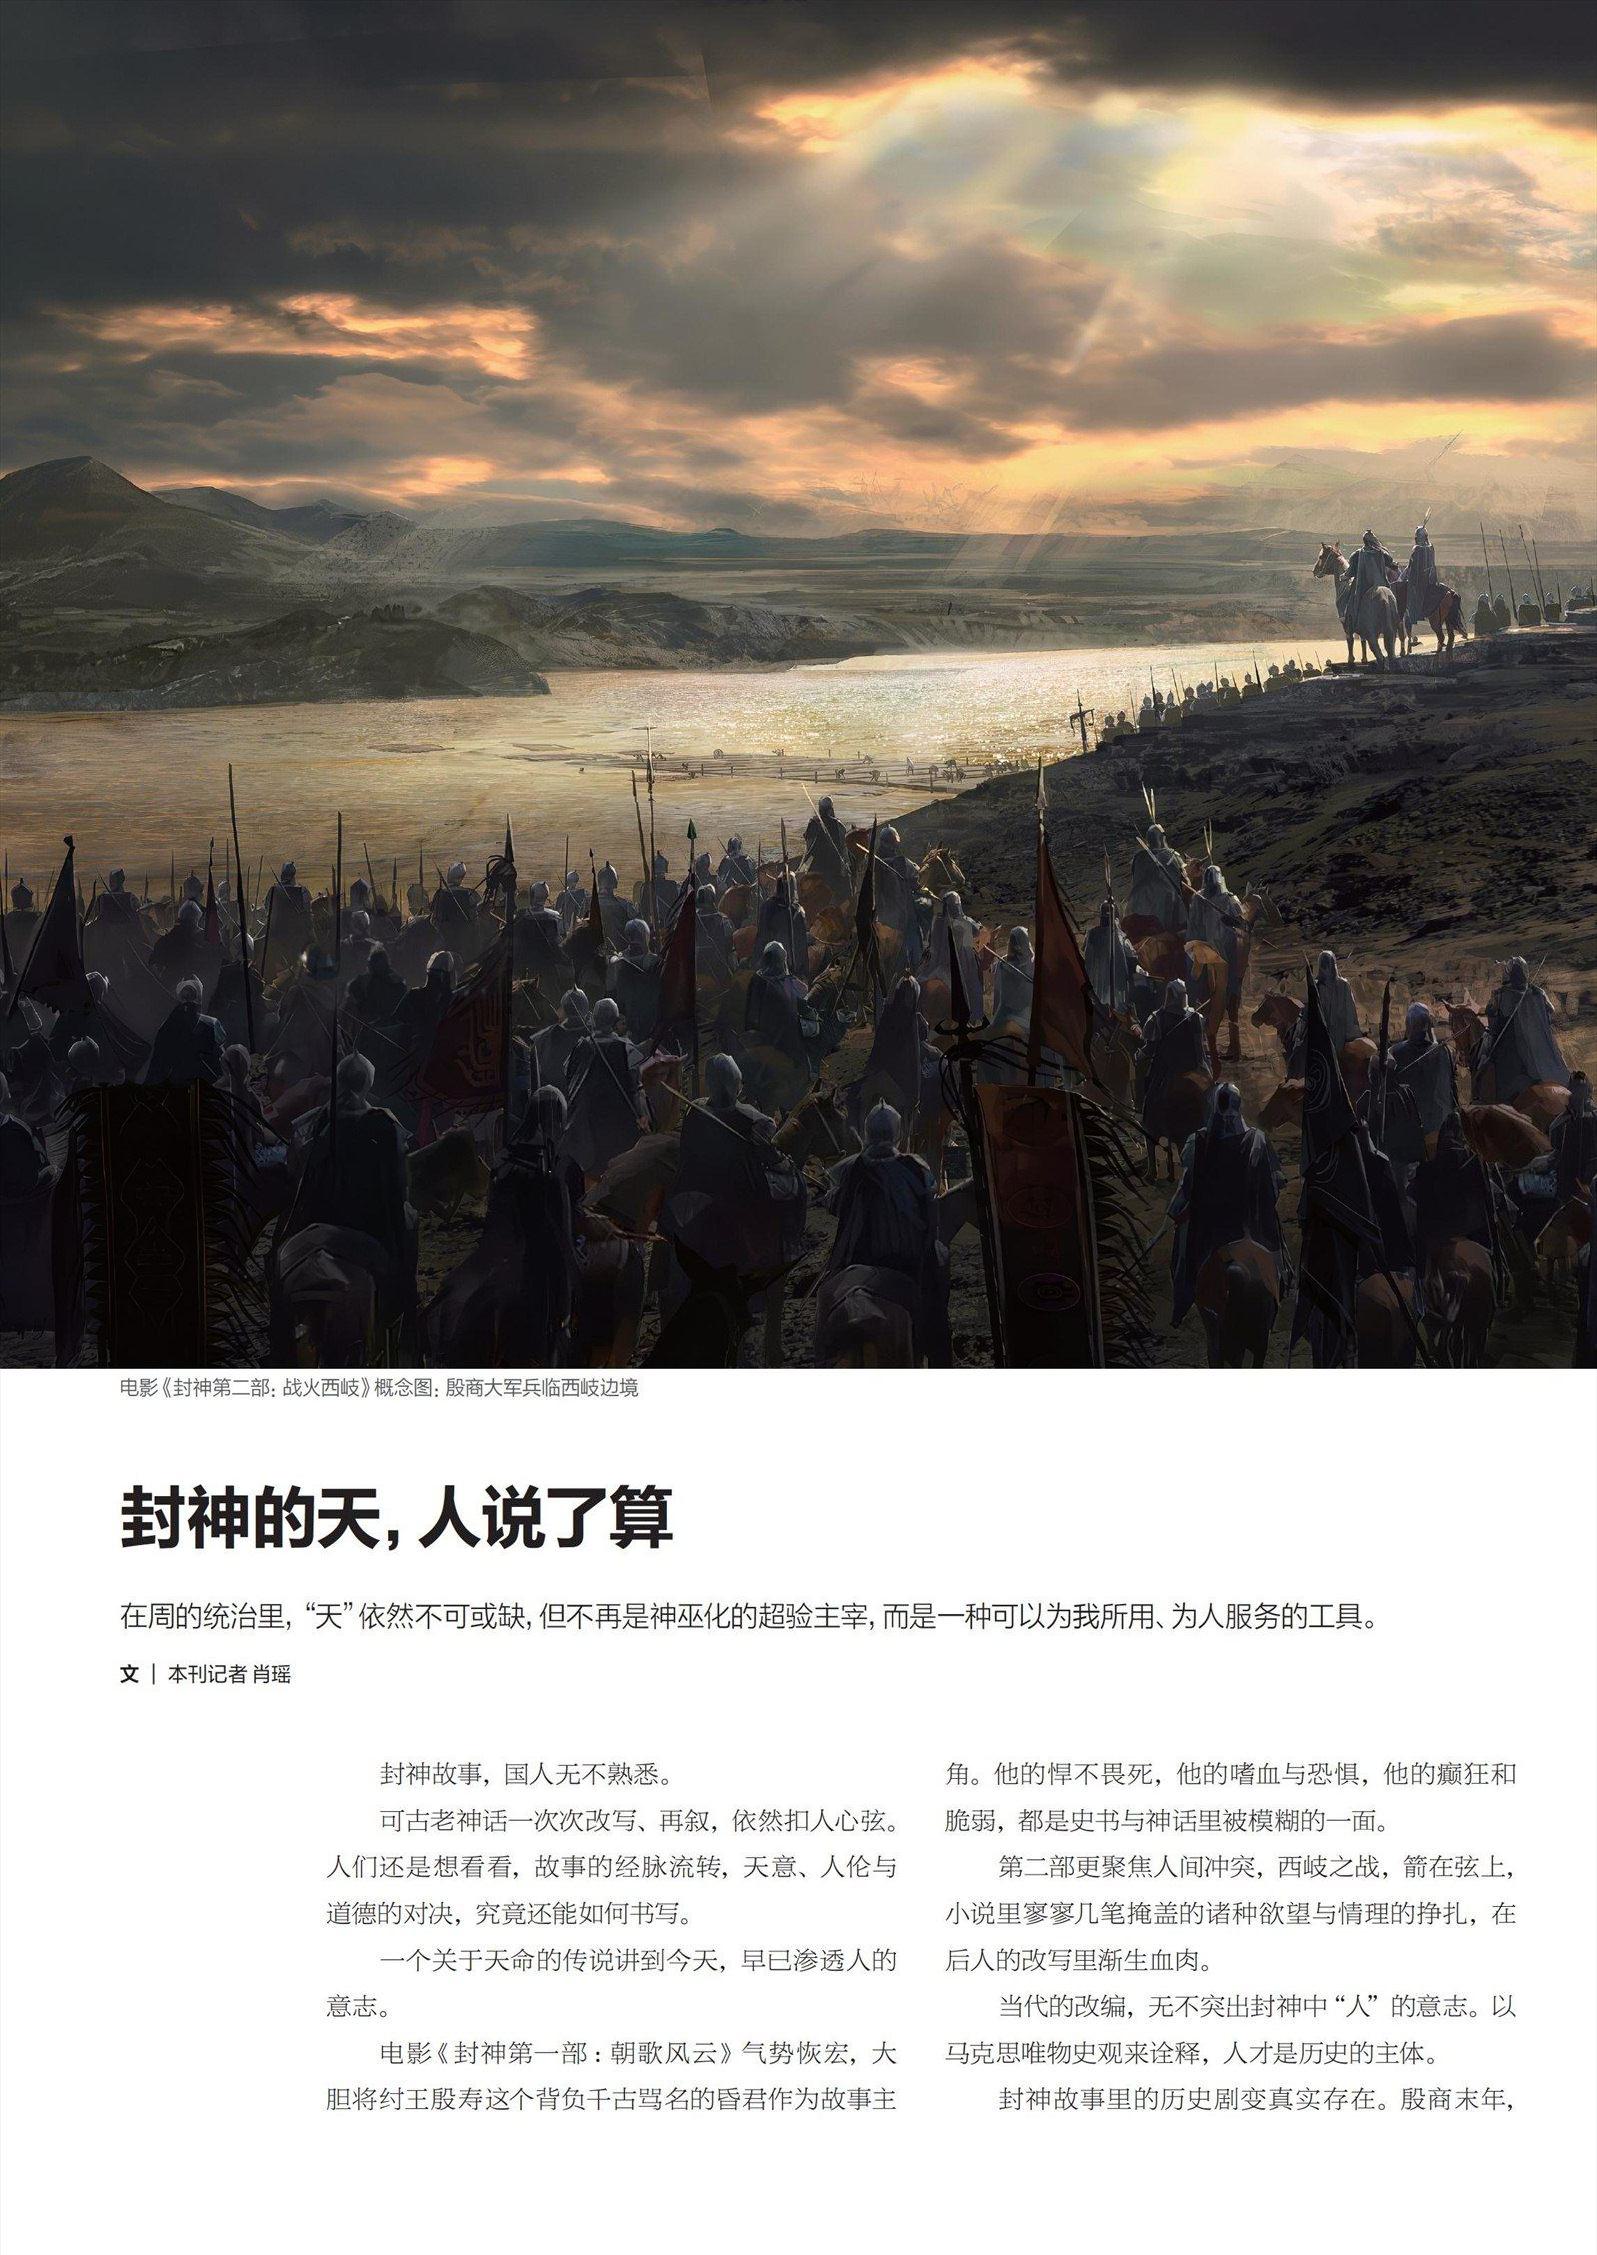 电影《封神第二部：战火西岐》概念图：殷商大军兵临西岐边境
封神的天，人说了算
在周的统治里，“天”依然不可或缺，但不再是神巫化的超验主宰，而是一种可以为我所用、为人服务的工具。
文 | 本刊记者 肖瑶
封神故事，国人无不熟悉。
可古老神话一次次改写、再叙，依然扣人心弦。
人们还是想看看，故事的经脉流转，天意、人伦与
道德的对决，究竟还能如何书写。
一个关于天命的传说讲到今天，早已渗透人的
意志。
电影《封神第一部：朝歌风云》气势恢宏，大
胆将纣王殷寿这个背负千古骂名的昏君作为故事主
角。他的悍不畏死，他的嗜血与恐惧，他的癫狂和
脆弱，都是史书与神话里被模糊的一面。
第二部更聚焦人间冲突，西岐之战，箭在弦上，
小说里寥寥几笔掩盖的诸种欲望与情理的挣扎，在
后人的改写里渐生血肉。
当代的改编，无不突出封神中“人”的意志。以
马克思唯物史观来诠释，人才是历史的主体。
封神故事里的历史剧变真实存在。殷商末年，